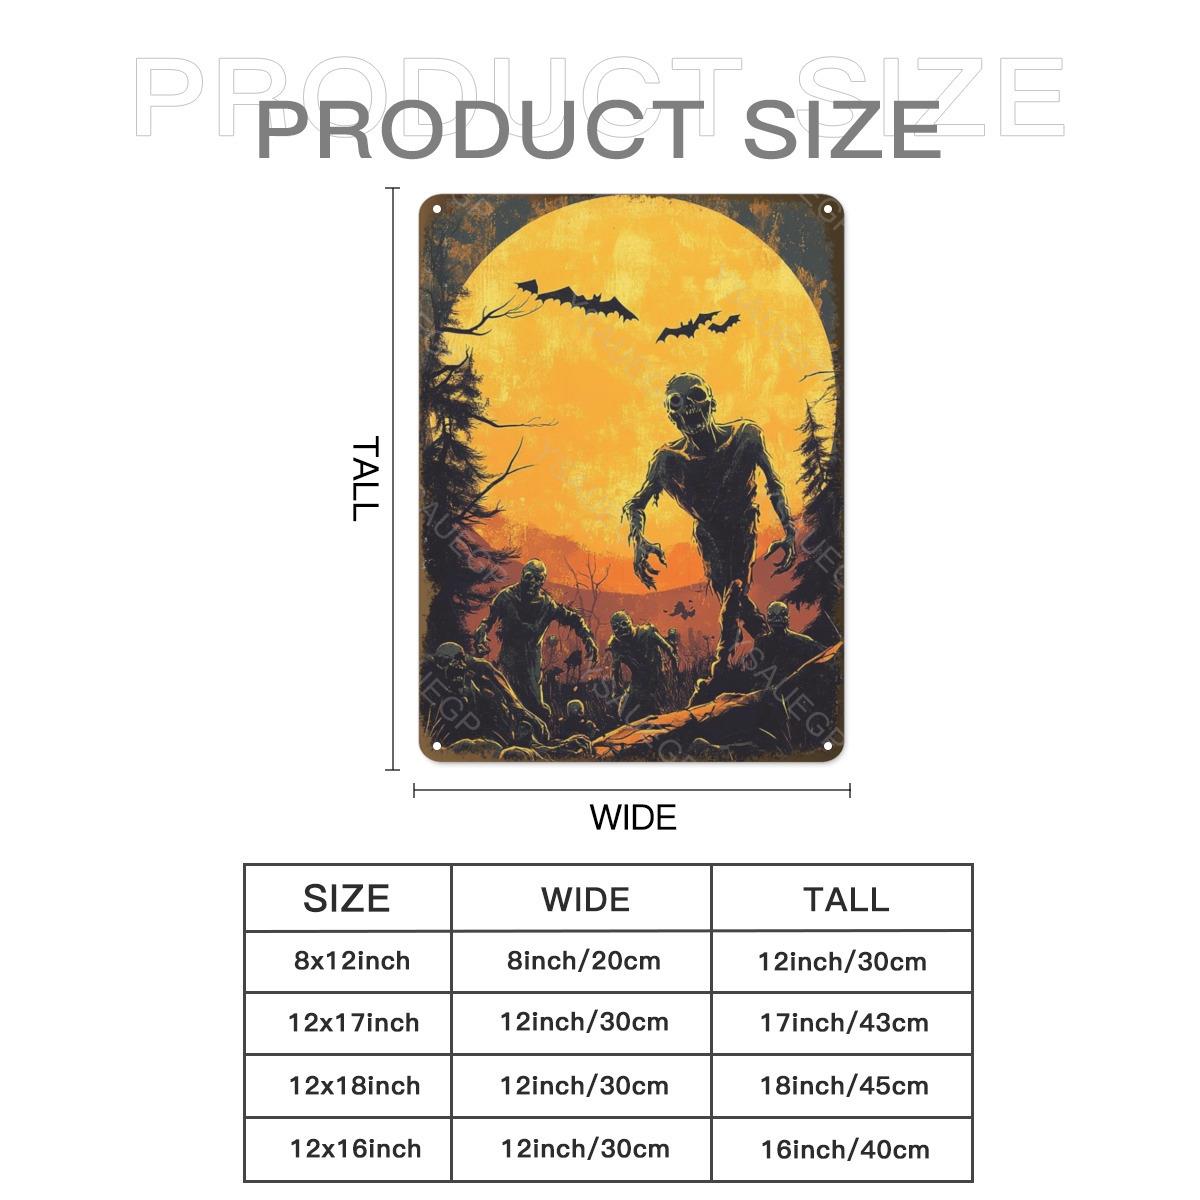 PRODUCT SIZE
PRODUCT SIZE
TALL
YSAUEGP
WIDE
SIZE WIDE TALL
8x12inch 8inch/20cm 12inch/30cm
12x17inch 12inch/30cm 17inch/43cm
12x18inch 12inch/30cm 18inch/45cm
12x16inch 12inch/30cm 16inch/40cm